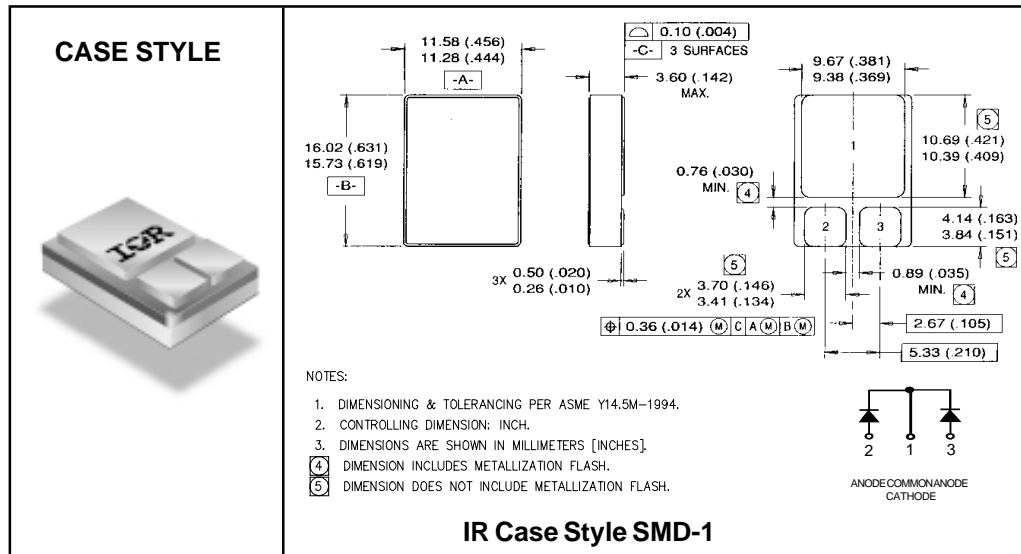 CASE STYLE
IOR
11.58 (.456)
11.28 (.444)
-A-
16.02 (.631)
15.73 (.619)
-B-
0.10 (.004)
-C- 3 SURFACES
3.60 (.142)
MAX.
3X 0.50 (.020)
0.26 (.010)
9.67 (.381)
9.38 (.369)
1
5
10.69 (.421)
10.39 (.409)
0.76 (.030)
MIN. 4
2
3
4.14 (.163)
3.84 (.151)
5
5
2X 3.70 (.146)
3.41 (.134)
0.89 (.035)
MIN. 4
⌖ 0.36 (.014) Ⓜ C A Ⓜ B Ⓜ
2.67 (.105)
5.33 (.210)
NOTES:
1. DIMENSIONING & TOLERANCING PER ASME Y14.5M–1994.
2. CONTROLLING DIMENSION: INCH.
3. DIMENSIONS ARE SHOWN IN MILLIMETERS [INCHES].
4 DIMENSION INCLUDES METALLIZATION FLASH.
5 DIMENSION DOES NOT INCLUDE METALLIZATION FLASH.
2 1 3
ANODE COMMON ANODE
CATHODE
IR Case Style SMD-1